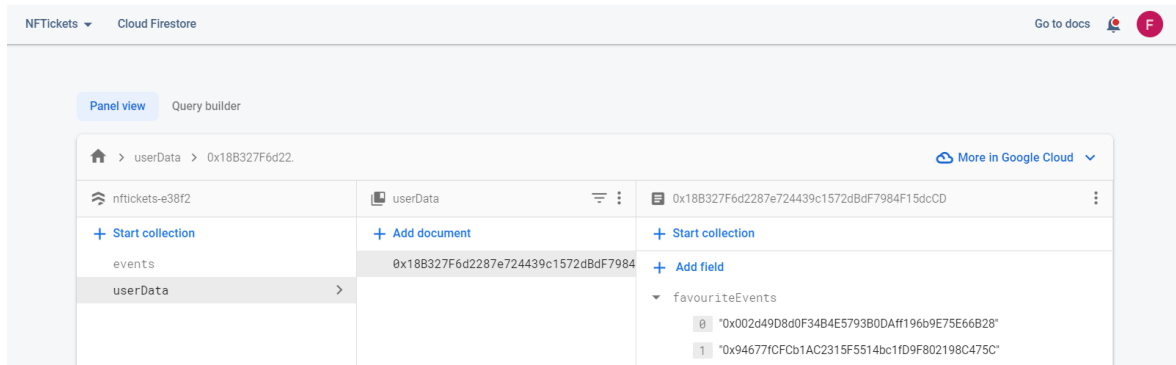 NFTickets Cloud Firestore Go to docs F
Panel view Query builder
userData > 0x18B327F6d22. More in Google Cloud
nftickets-e38f2 userData 0x18B327F6d2287e724439c1572dBdF7984F15dcCD
+ Start collection + Add document + Start collection
events 0x18B327F6d2287e724439c1572dBdF7984 + Add field
userData > favouriteEvents
0 "0x002d49D8d0F34B4E5793B0DAff196b9E75E66B28"
1 "0x94677fCFCb1AC2315F5514bc1fD9F802198C475C"